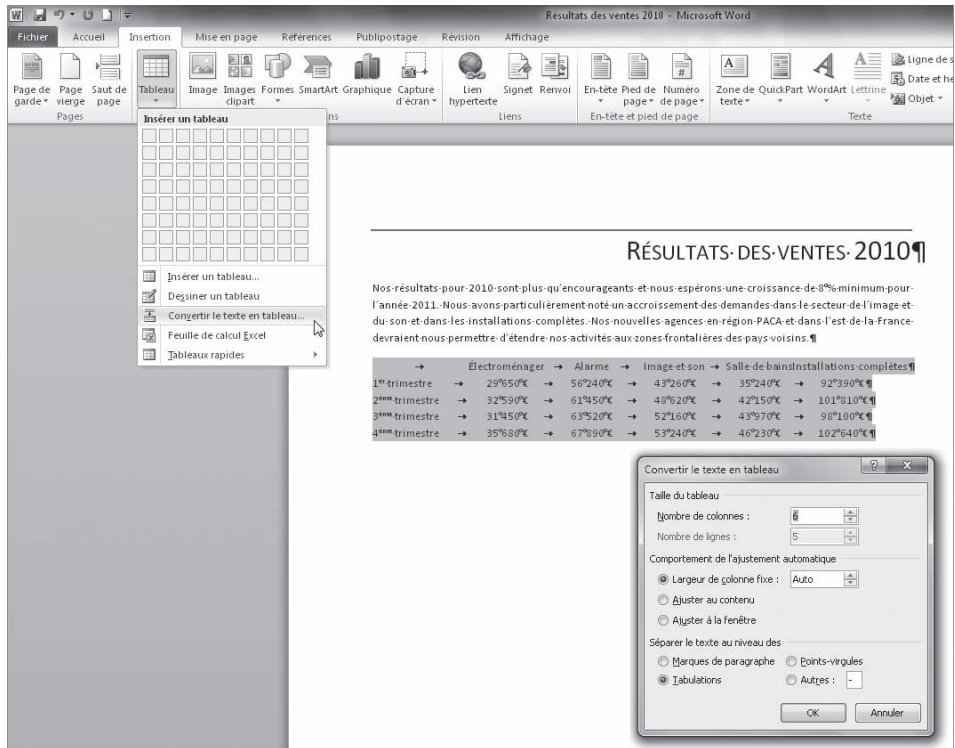 Résultats des ventes 2010 - Microsoft Word
Fichier Accueil Insertion Mise en page Références Publipostage Révision Affichage
Page de garde Page vierge Saut de page
Tableau
Image Images clipart Formes SmartArt Graphique Capture d'écran
Lien hypertexte Signet Renvoi
En-tête Pied de page Numéro de page
Zone de texte QuickPart WordArt Lettrine
Ligne de s
Date et he
Objet
Pages
ns
Liens
En-tête et pied de page
Texte
Insérer un tableau
Insérer un tableau...
Dessiner un tableau
Convertir le texte en tableau...
Feuille de calcul Excel
Tableaux rapides
RÉSULTATS·DES·VENTES·2010¶
Nos·résultats·pour·2010·sont·plus·qu'encourageants·et·nous·espérons·une·croissance·de·8°%·minimum·pour·
l'année·2011.·Nous·avons·particulièrement·noté·un·accroissement·des·demandes·dans·le·secteur·de·l'image·et·
du·son·et·dans·les·installations·complètes.·Nos·nouvelles·agences·en·région·PACA·et·dans·l'est·de·la·France·
devraient·nous·permettre·d'étendre·nos·activités·aux·zones·frontalières·des·pays·voisins.¶
→ Électroménager → Alarme → Image·et·son → Salle·de·bainsInstallations·complètes¶
1er·trimestre → 29°650°€ → 56°240°€ → 43°260°€ → 35°240°€ → 92°390°€¶
2ème·trimestre → 32°590°€ → 61°450°€ → 48°620°€ → 42°150°€ → 101°810°€¶
3ème·trimestre → 31°450°€ → 63°520°€ → 52°160°€ → 43°970°€ → 98°100°€¶
4ème·trimestre → 35°680°€ → 67°890°€ → 53°240°€ → 46°230°€ → 102°640°€¶
Convertir le texte en tableau
Taille du tableau
Nombre de colonnes : 6
Nombre de lignes : 5
Comportement de l'ajustement automatique
Largeur de colonne fixe : Auto
Ajuster au contenu
Ajuster à la fenêtre
Séparer le texte au niveau des
Marques de paragraphe Points-virgules
Tabulations Autres : -
OK Annuler